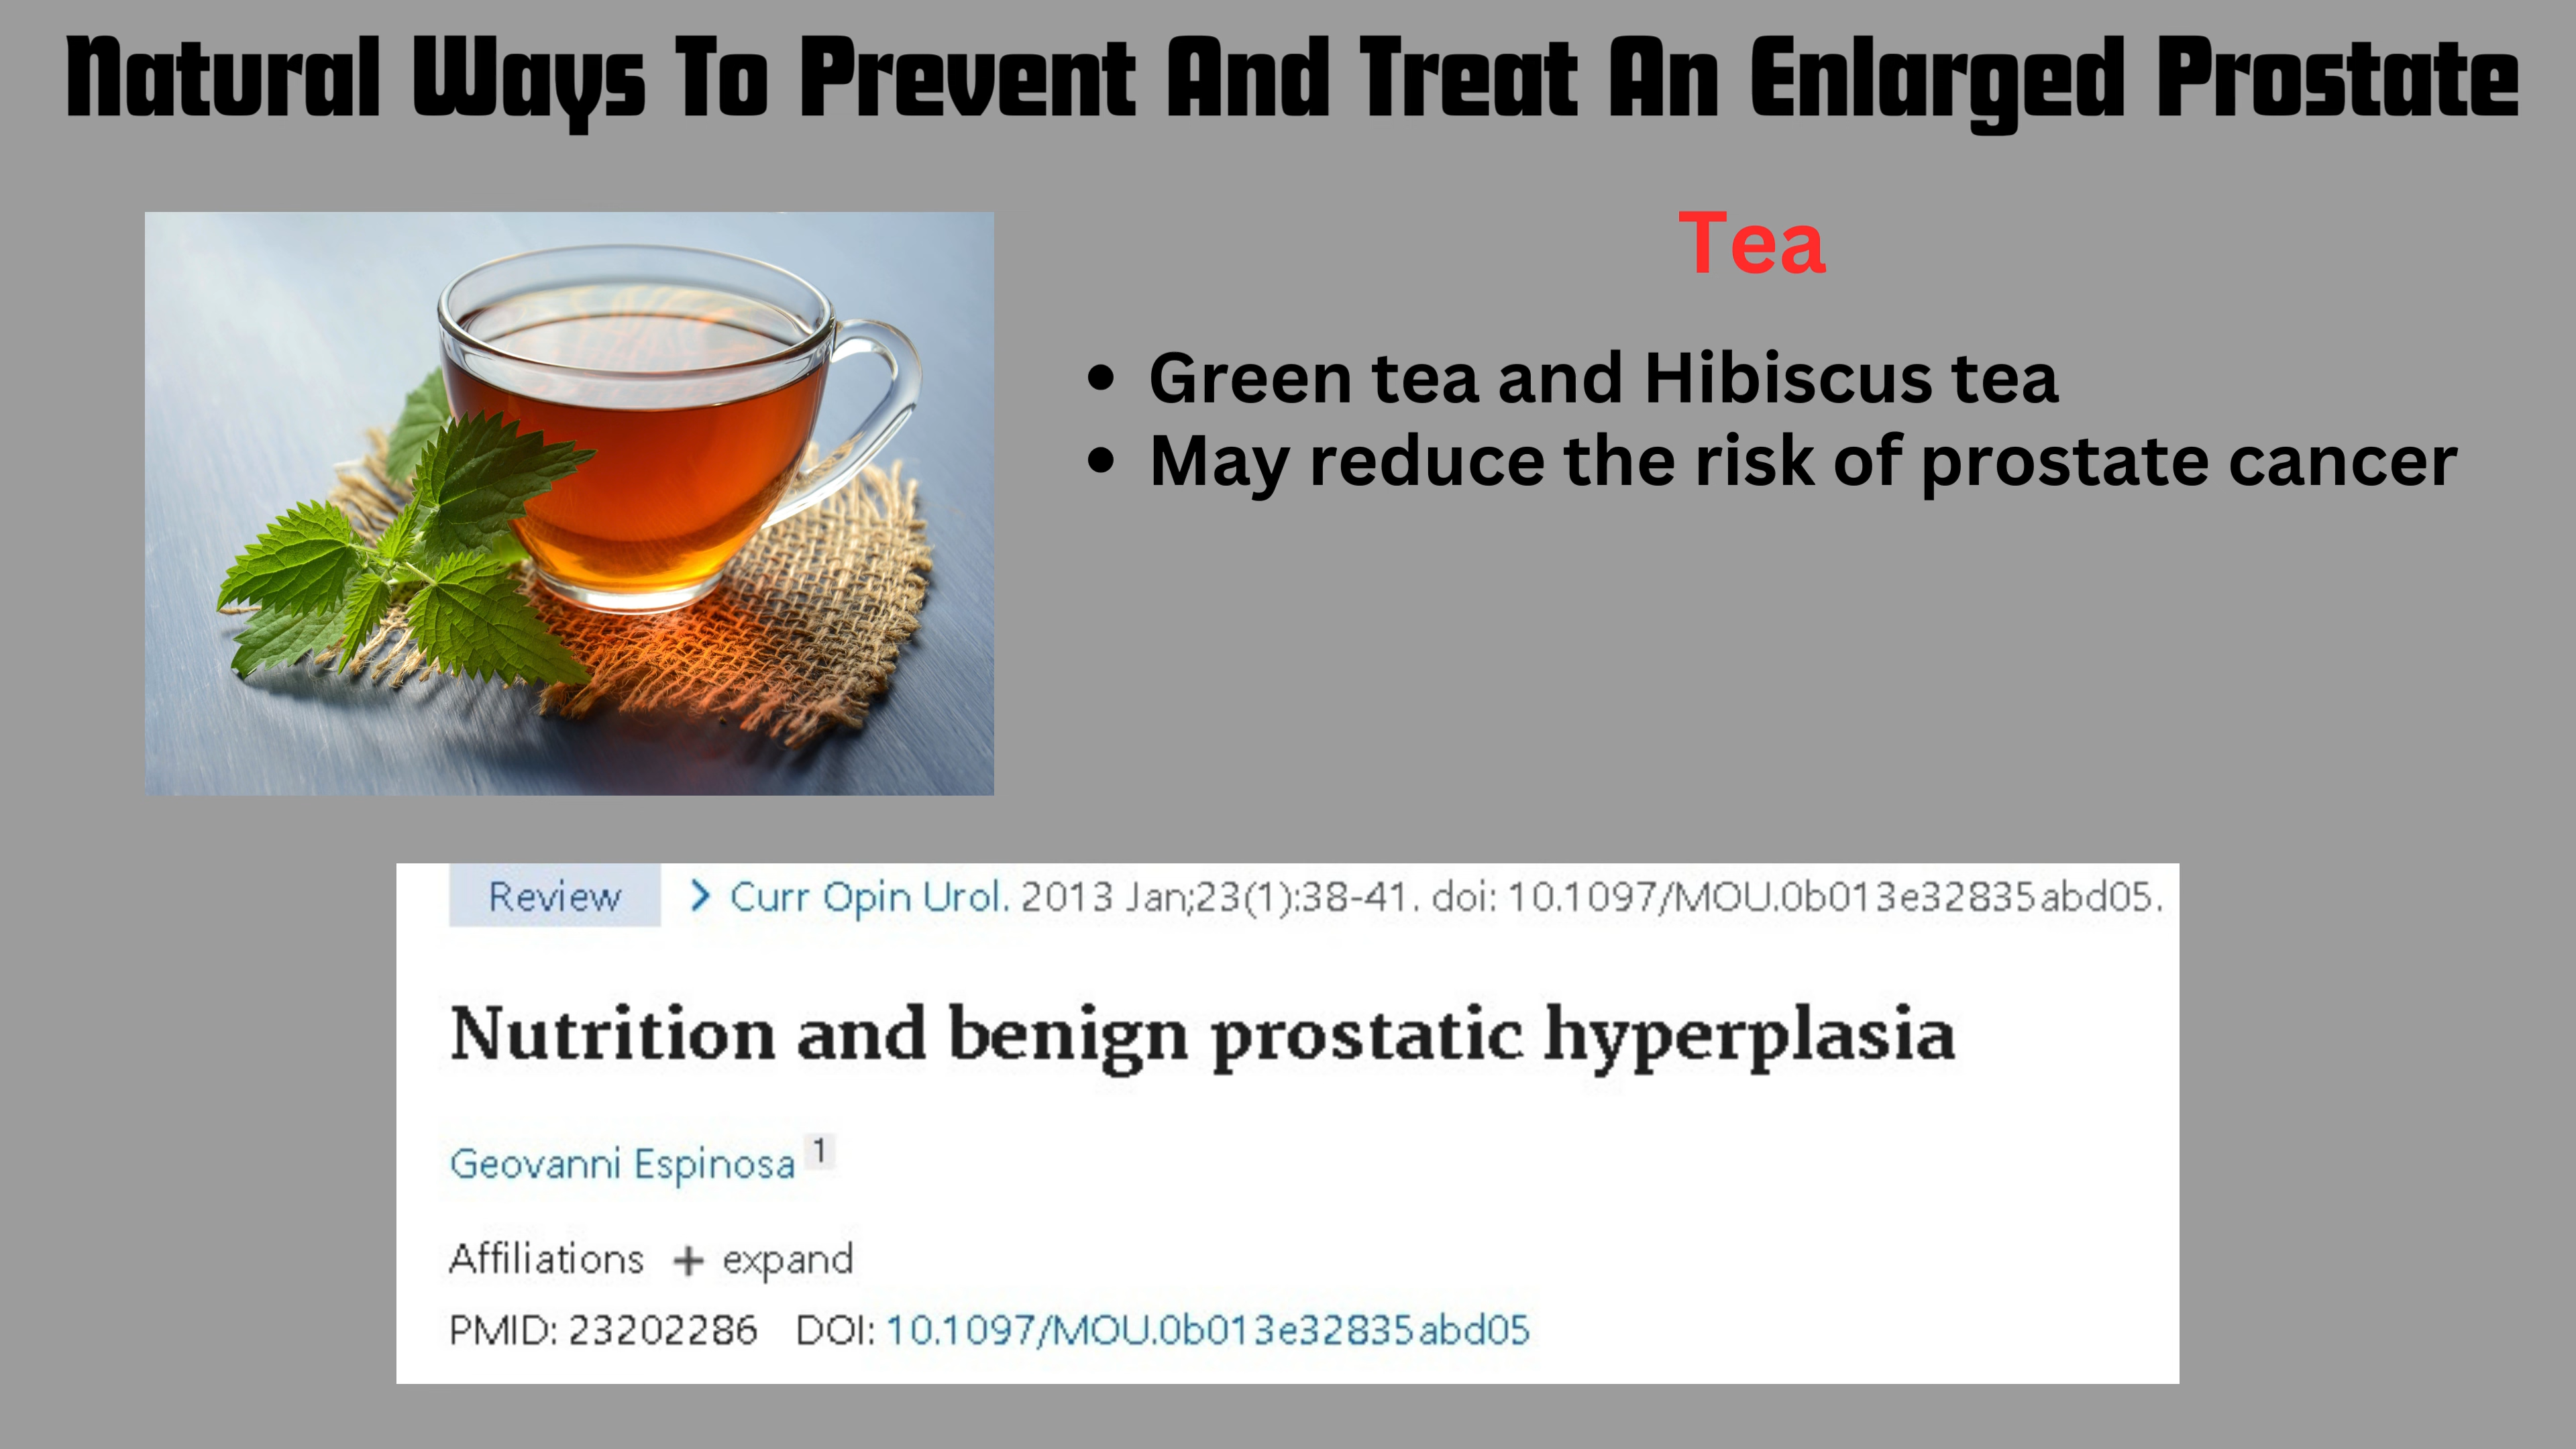 Natural Ways To Prevent And Treat An Enlarged Prostate
Tea
• Green tea and Hibiscus tea
• May reduce the risk of prostate cancer
Review > Curr Opin Urol. 2013 Jan;23(1):38-41. doi: 10.1097/MOU.0b013e32835abd05.
Nutrition and benign prostatic hyperplasia
Geovanni Espinosa 1
Affiliations + expand
PMID: 23202286 DOI: 10.1097/MOU.0b013e32835abd05